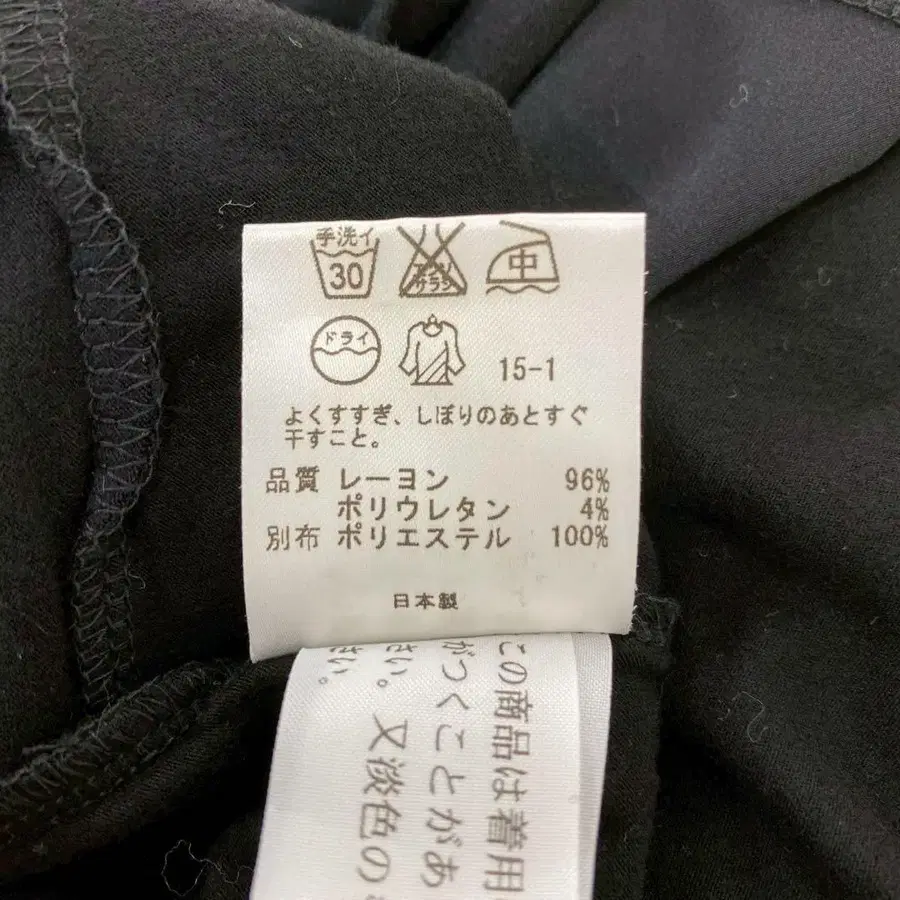 手洗イ
30
エンソ
サラシ
中
ドライ
15-1
よくすすぎ、しぼりのあとすぐ
干すこと。
品質 レーヨン 96%
ポリウレタン 4%
別布 ポリエステル 100%
日本製
この商品は着用
がつくことがあ
さい。又淡色の
さい。